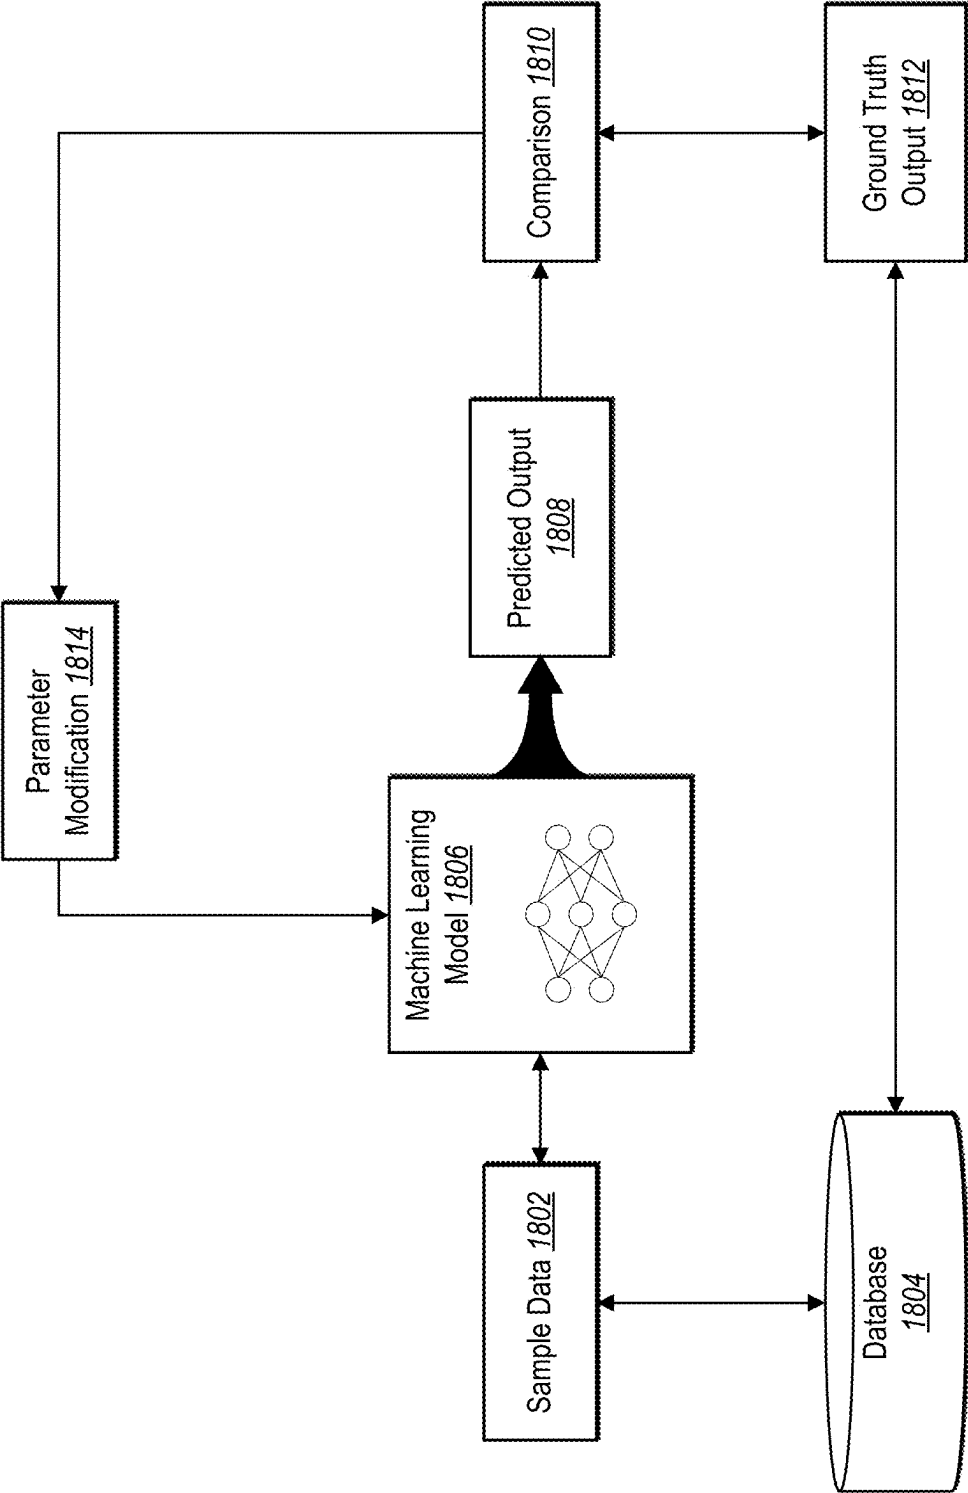 Parameter
Modification 1814
Sample Data 1802
Machine Learning
Model 1806
Predicted Output
1808
Comparison 1810
Database
1804
Ground Truth
Output 1812